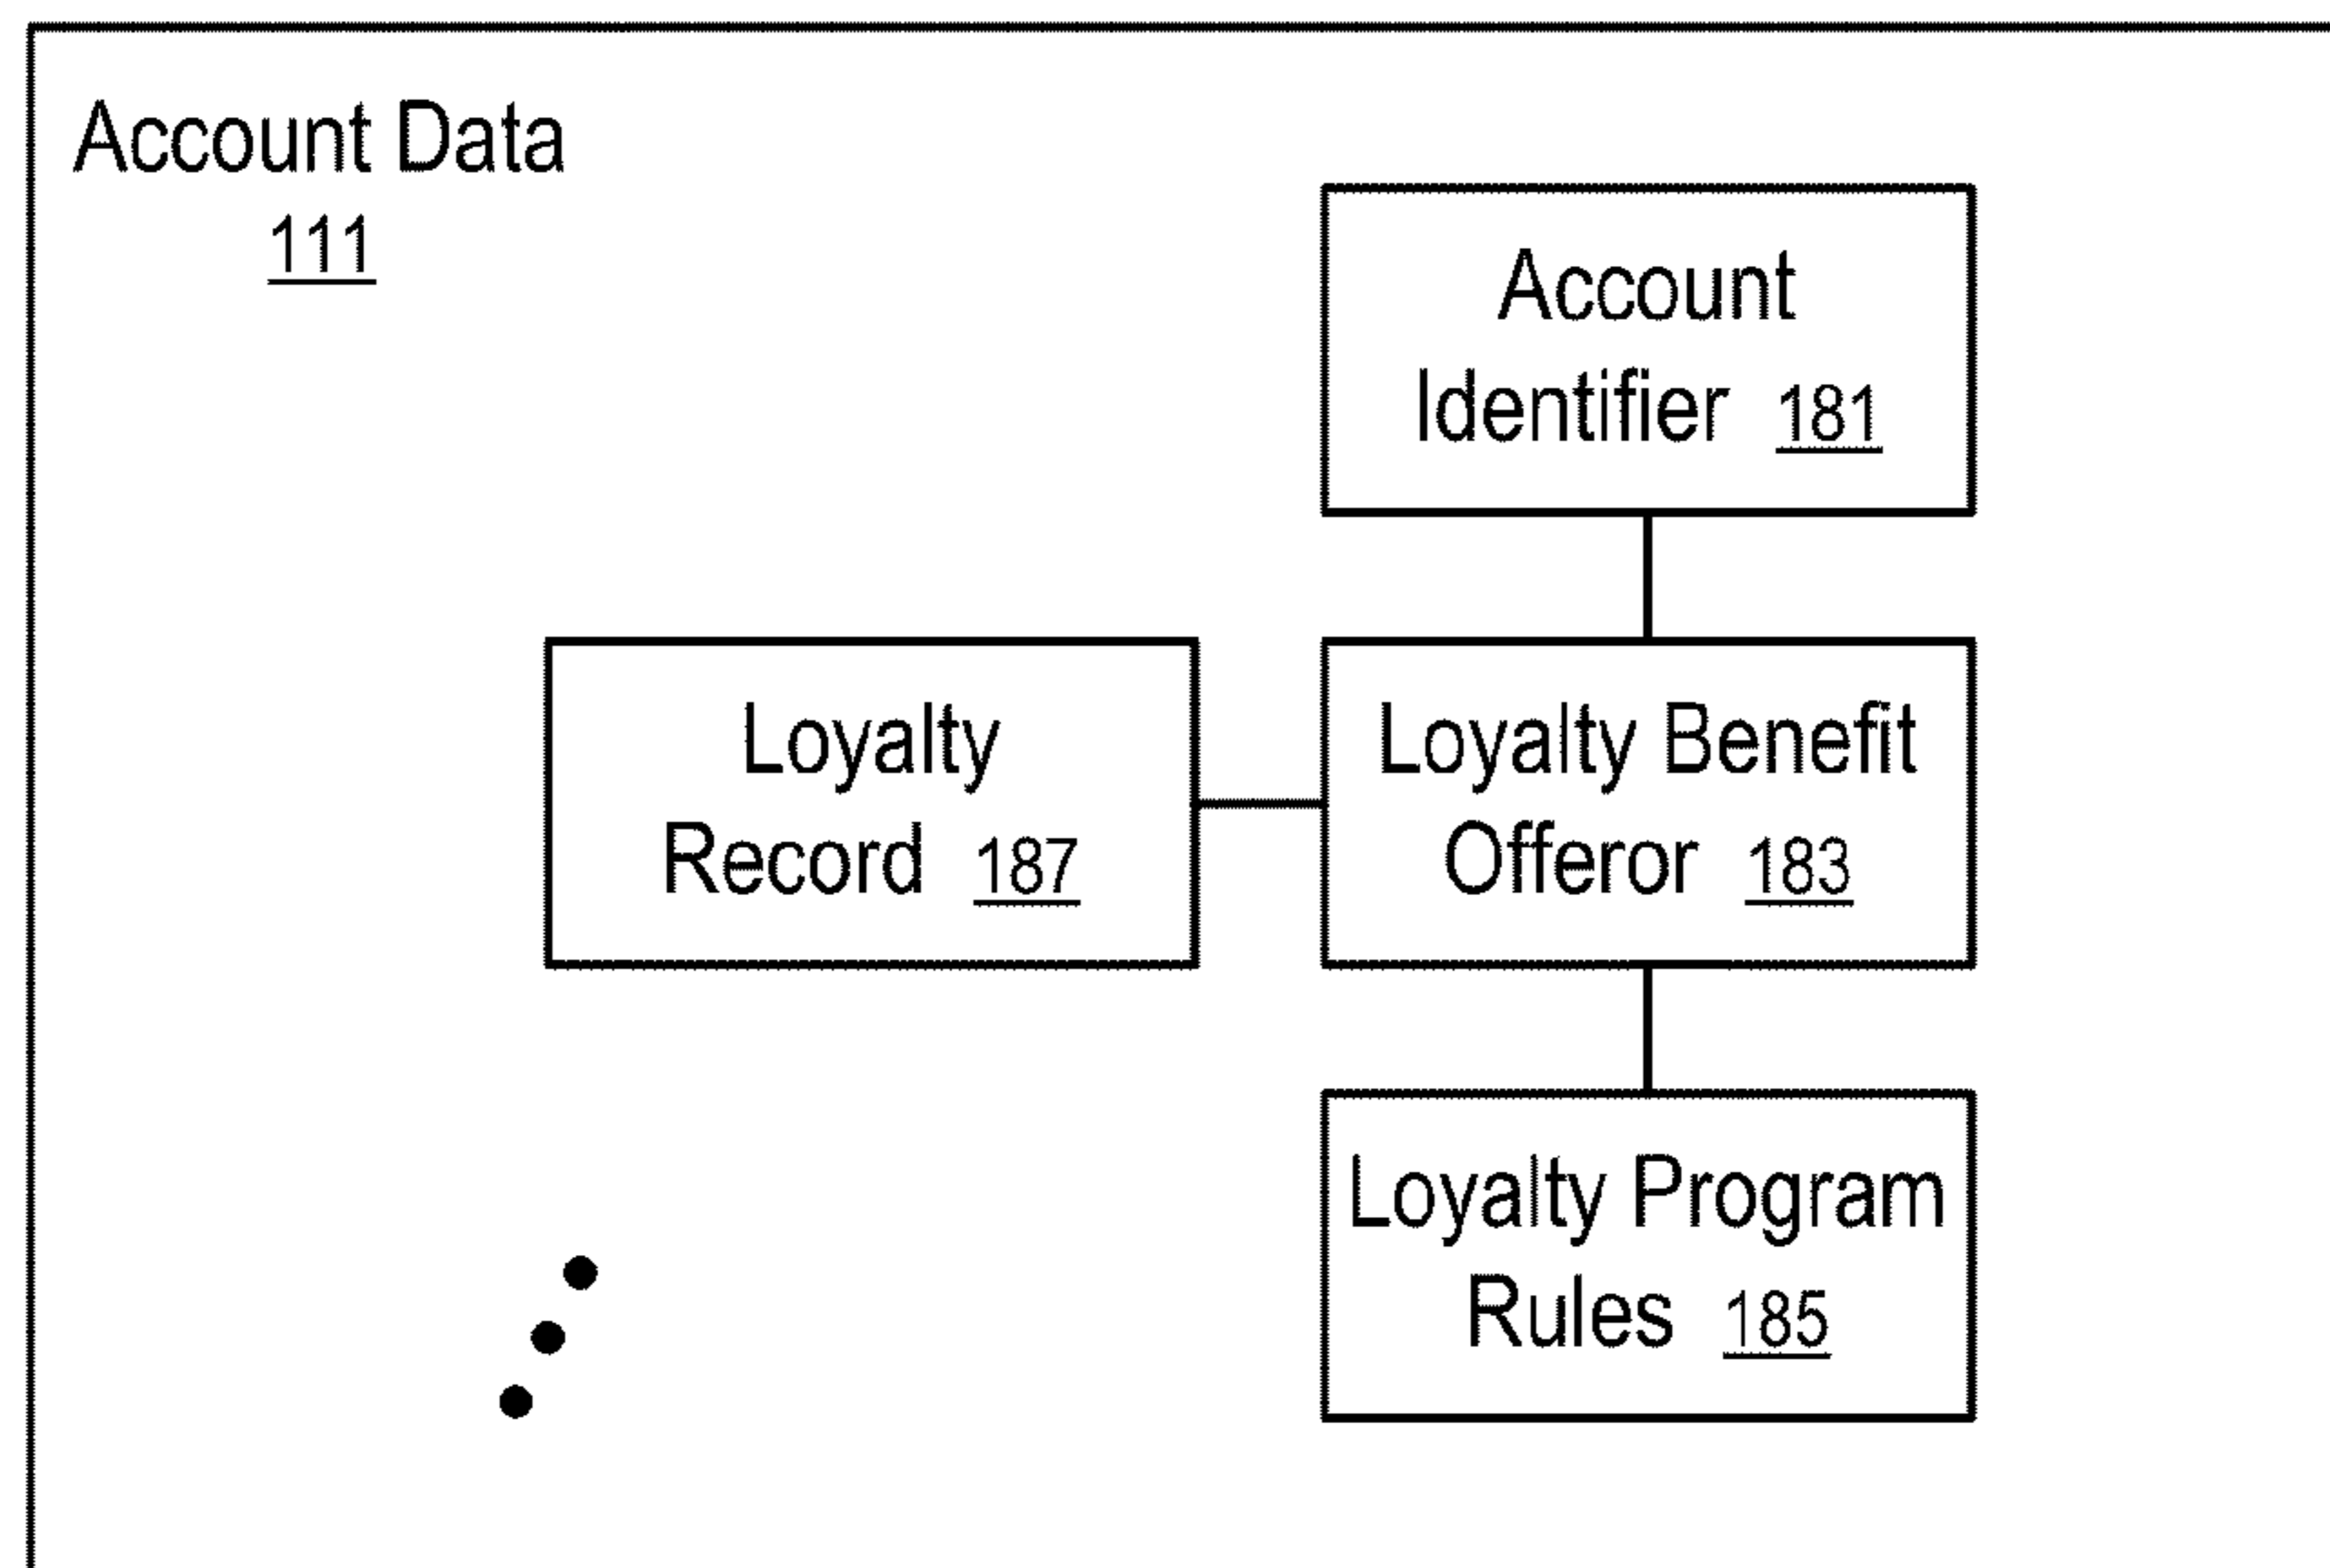 Account Data
111
Account
Identifier 181
Loyalty
Record 187
Loyalty Benefit
Offeror 183
Loyalty Program
Rules 185